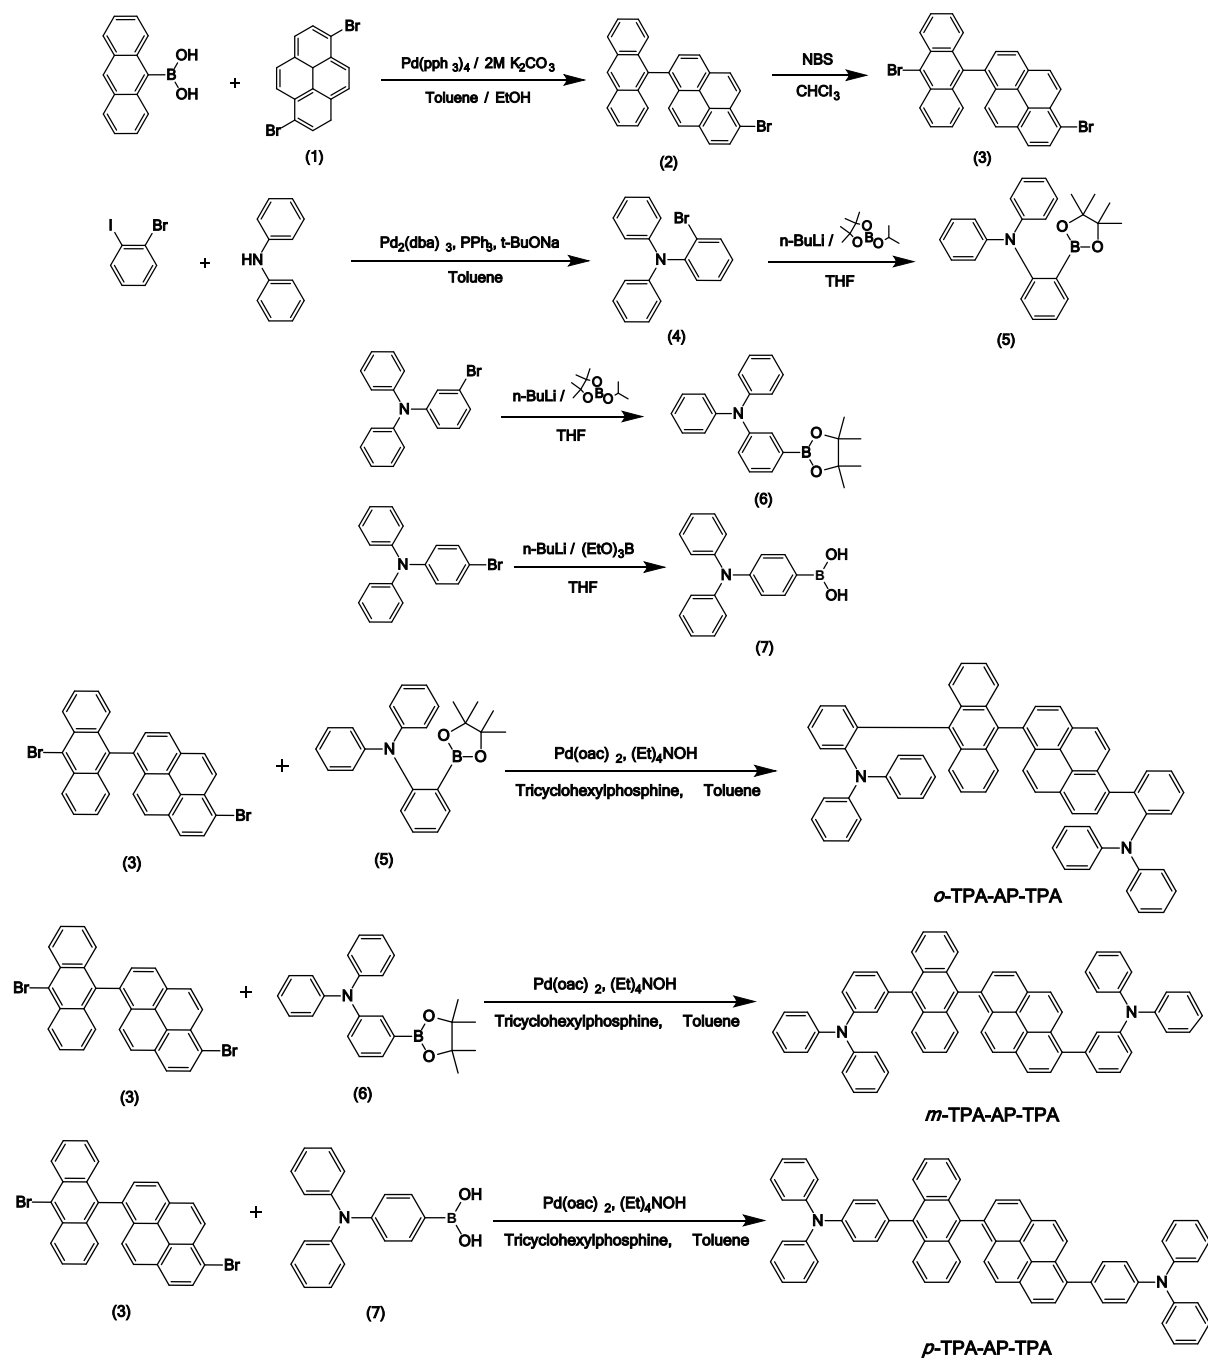 OH
B
OH
+
Br
Br
(1)
Pd(pph 3)4 / 2M K2CO3
Toluene / EtOH
Br
(2)
NBS
CHCl3
Br
Br
(3)
I
Br
+
HN
Pd2(dba) 3, PPh3, t-BuONa
Toluene
Br
N
(4)
n-BuLi / O B O O
THF
N
O
B
O
(5)
Br
N
n-BuLi / O B O O
THF
N
O
B
O
(6)
N
Br
n-BuLi / (EtO)3B
THF
N
OH
B
OH
(7)
Br
Br
(3)
+
N
O
B
O
(5)
Pd(oac) 2, (Et)4NOH
Tricyclohexylphosphine, Toluene
N
N
o-TPA-AP-TPA
Br
Br
(3)
+
N
O
B
O
(6)
Pd(oac) 2, (Et)4NOH
Tricyclohexylphosphine, Toluene
N
N
m-TPA-AP-TPA
Br
Br
(3)
+
N
OH
B
OH
(7)
Pd(oac) 2, (Et)4NOH
Tricyclohexylphosphine, Toluene
N
N
p-TPA-AP-TPA